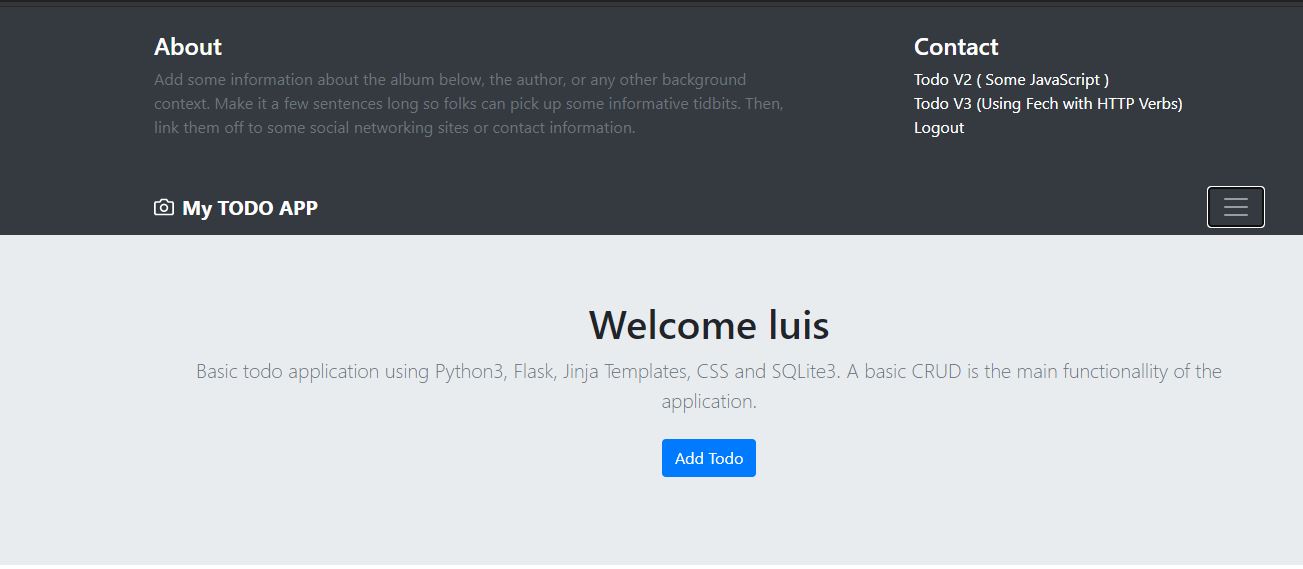 About
Add some information about the album below, the author, or any other background
context. Make it a few sentences long so folks can pick up some informative tidbits. Then,
link them off to some social networking sites or contact information.
Contact
Todo V2 ( Some JavaScript )
Todo V3 (Using Fech with HTTP Verbs)
Logout
My TODO APP
Welcome luis
Basic todo application using Python3, Flask, Jinja Templates, CSS and SQLite3. A basic CRUD is the main functionallity of the
application.
Add Todo